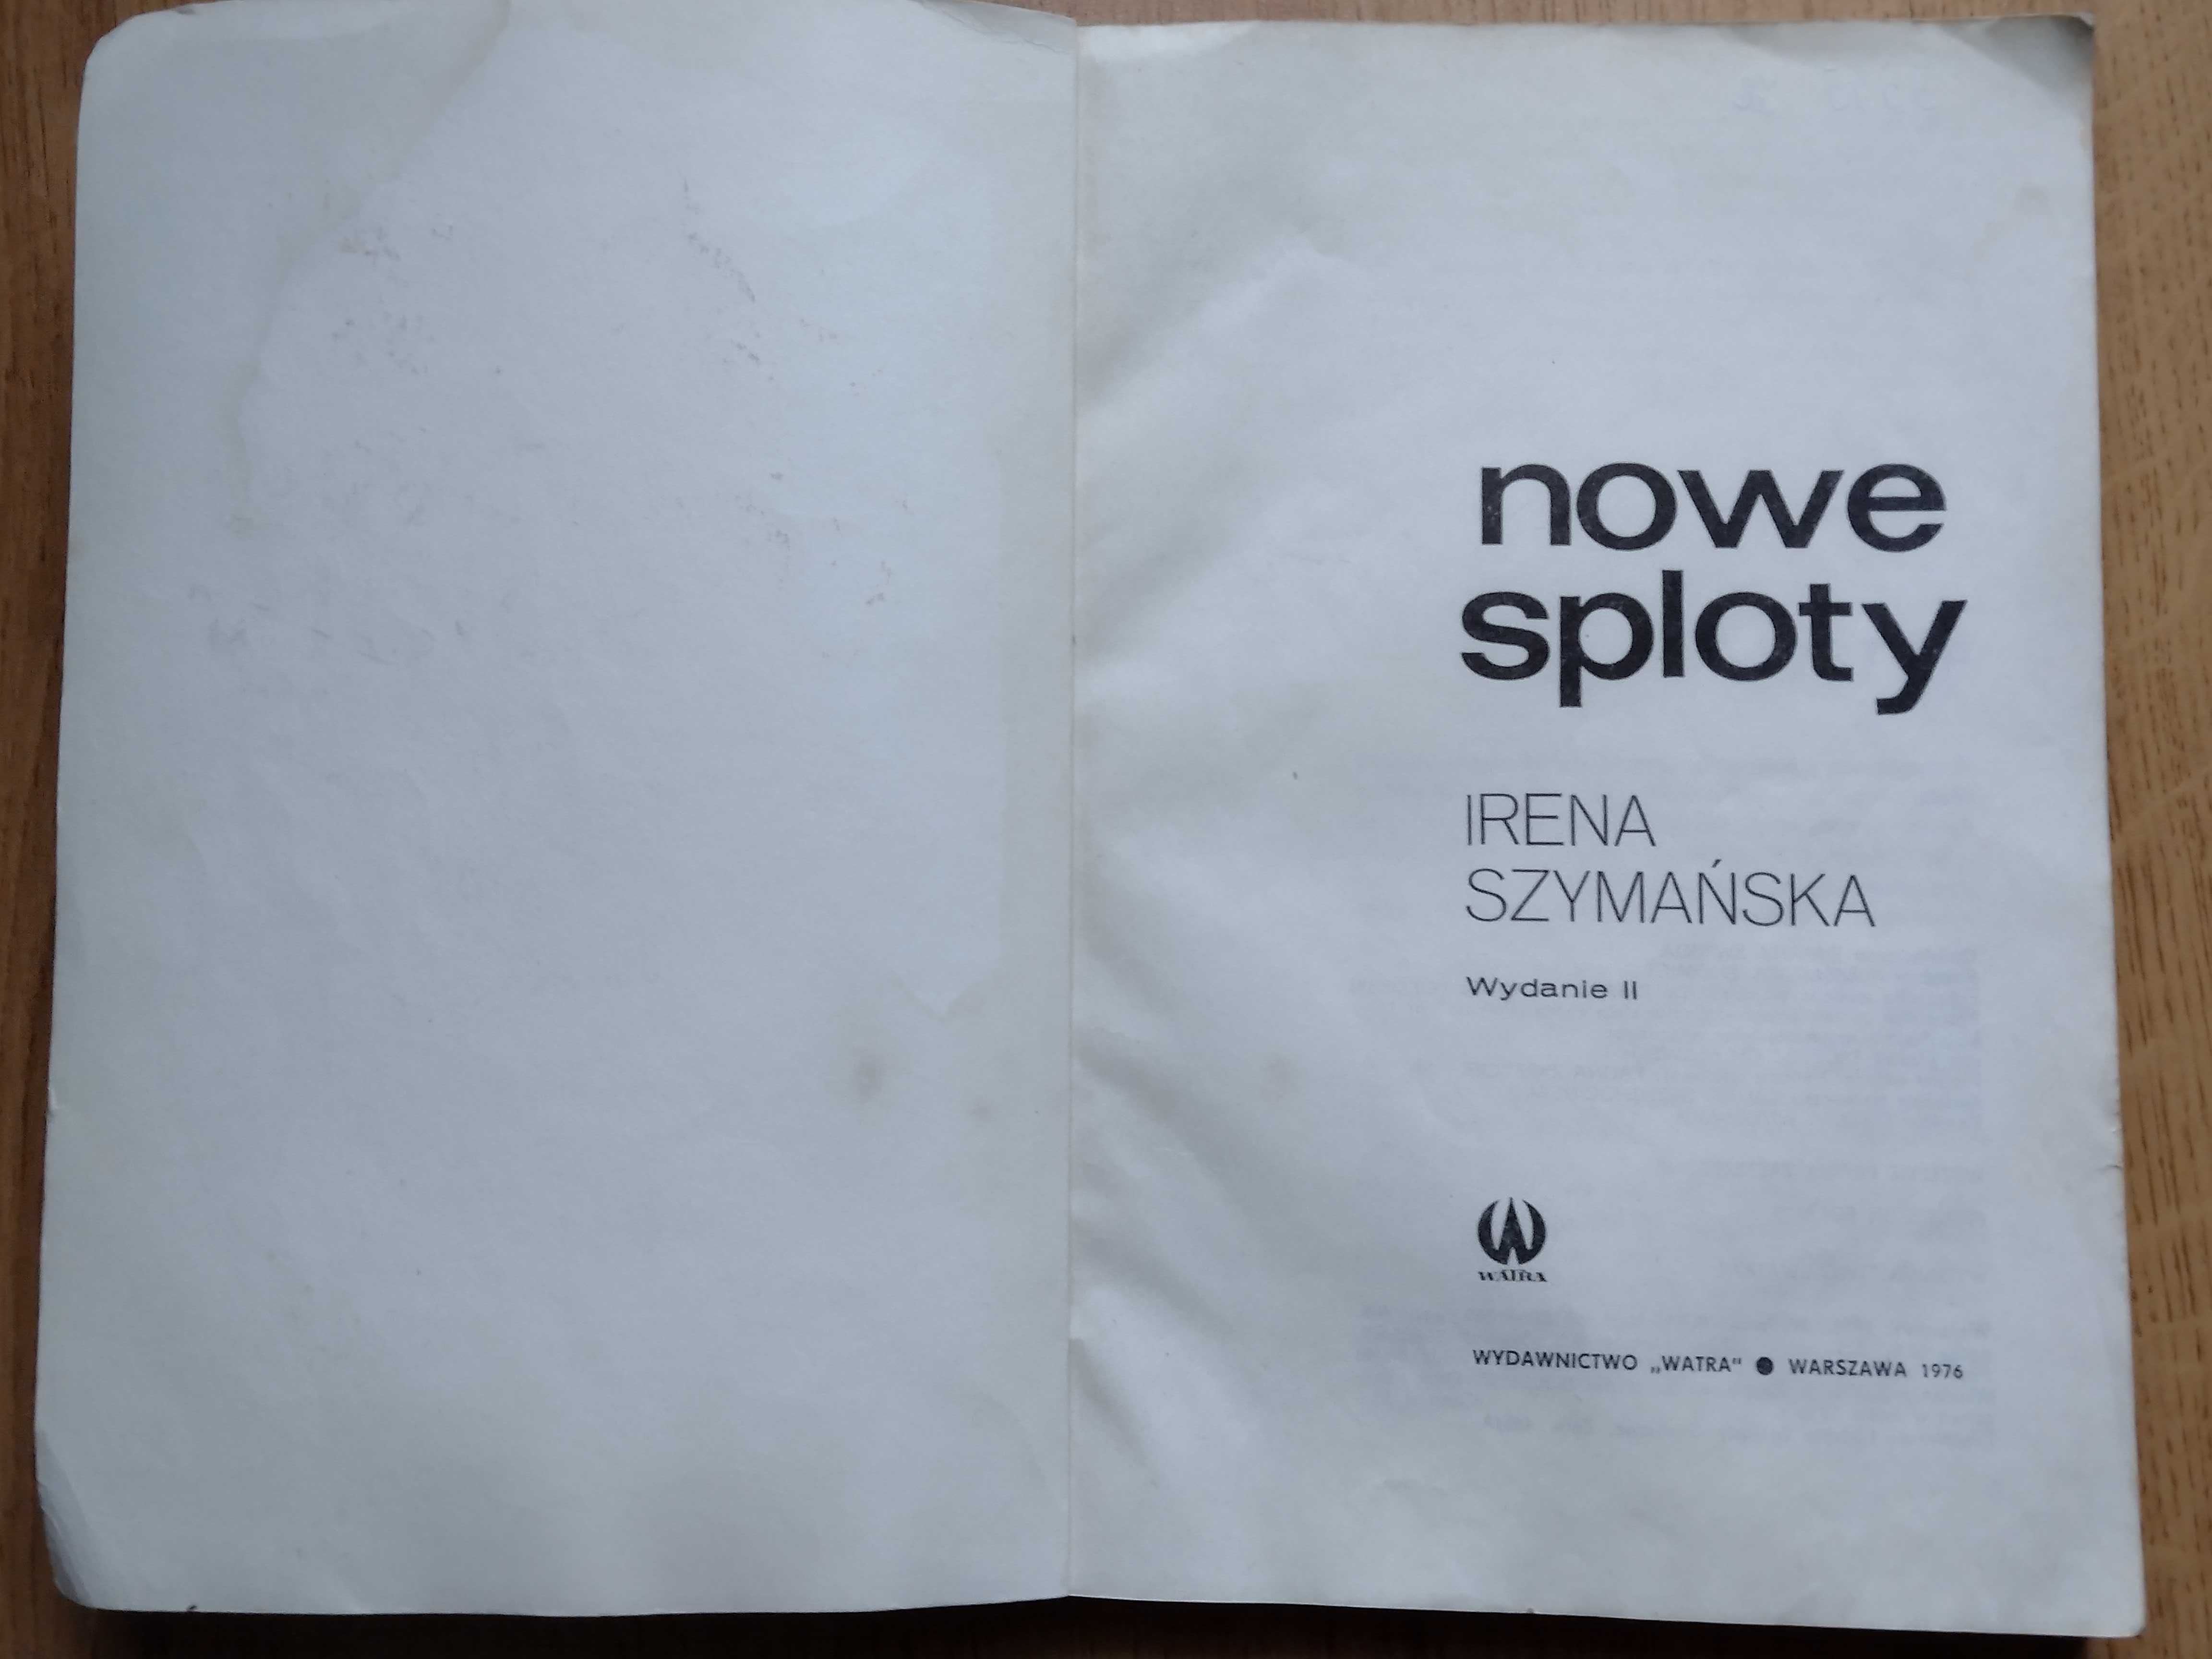 nowe
sploty
IRENA
SZYMAŃSKA
Wydanie II
WATRA
WYDAWNICTWO „WATRA" ● WARSZAWA 1976